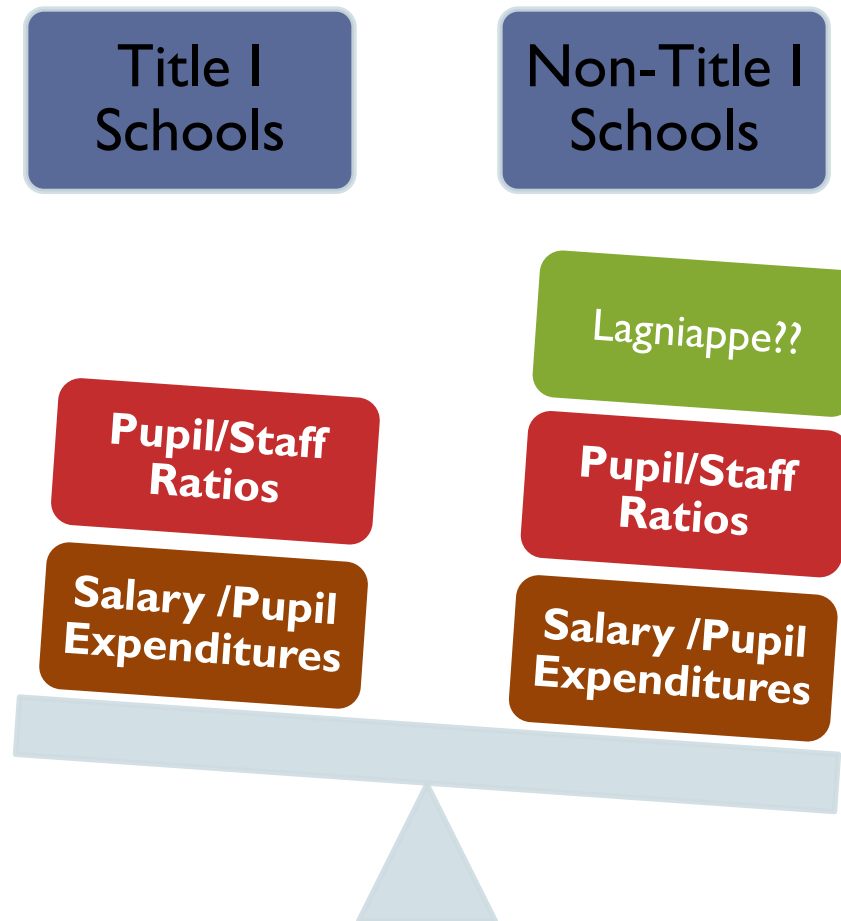 Title I
Schools
Non-Title I
Schools
Lagniappe??
Pupil/Staff
Ratios
Pupil/Staff
Ratios
Salary /Pupil
Expenditures
Salary /Pupil
Expenditures